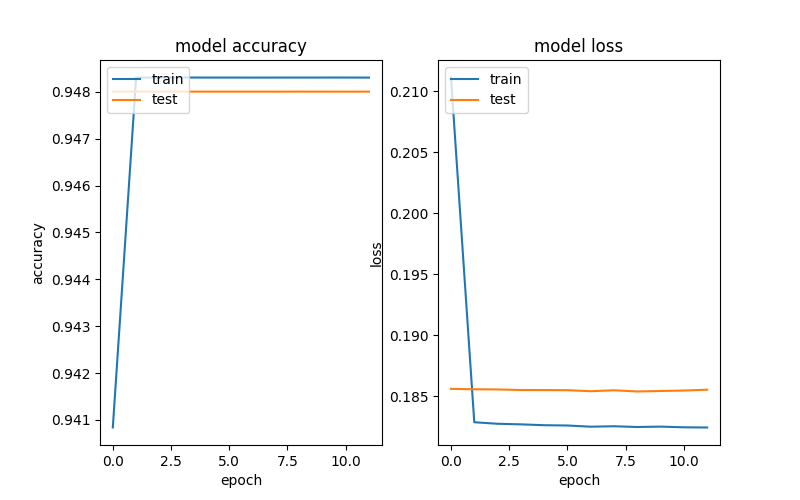 model accuracy
train
test
0.948
0.947
0.946
0.945
0.944
0.943
0.942
0.941
accuracy
0.0 2.5 5.0 7.5 10.0
epoch
model loss
train
test
0.210
0.205
0.200
0.195
0.190
0.185
loss
0.0 2.5 5.0 7.5 10.0
epoch